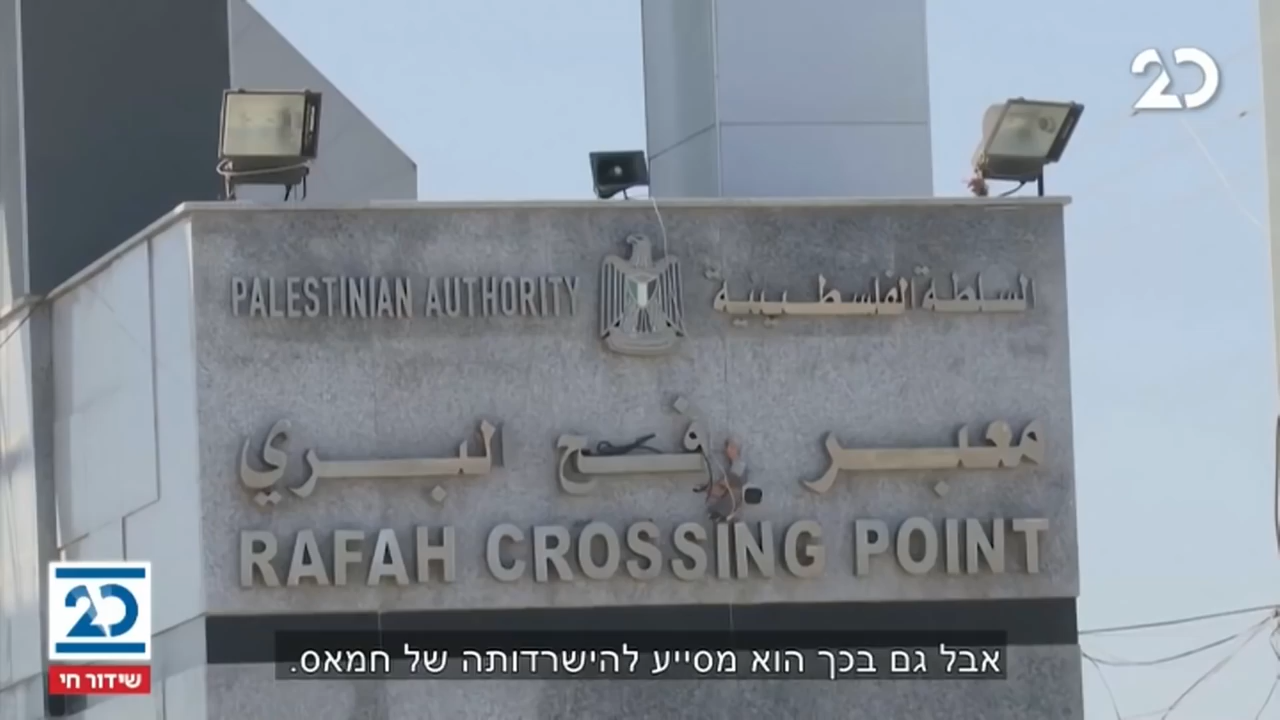 20
PALESTINIAN AUTHORITY السلطة الفلسطينية
معبر رفح لبري
RAFAH CROSSING POINT
20
שידור חי
אבל גם בכך הוא מסייע להישרדותה של חמאס.